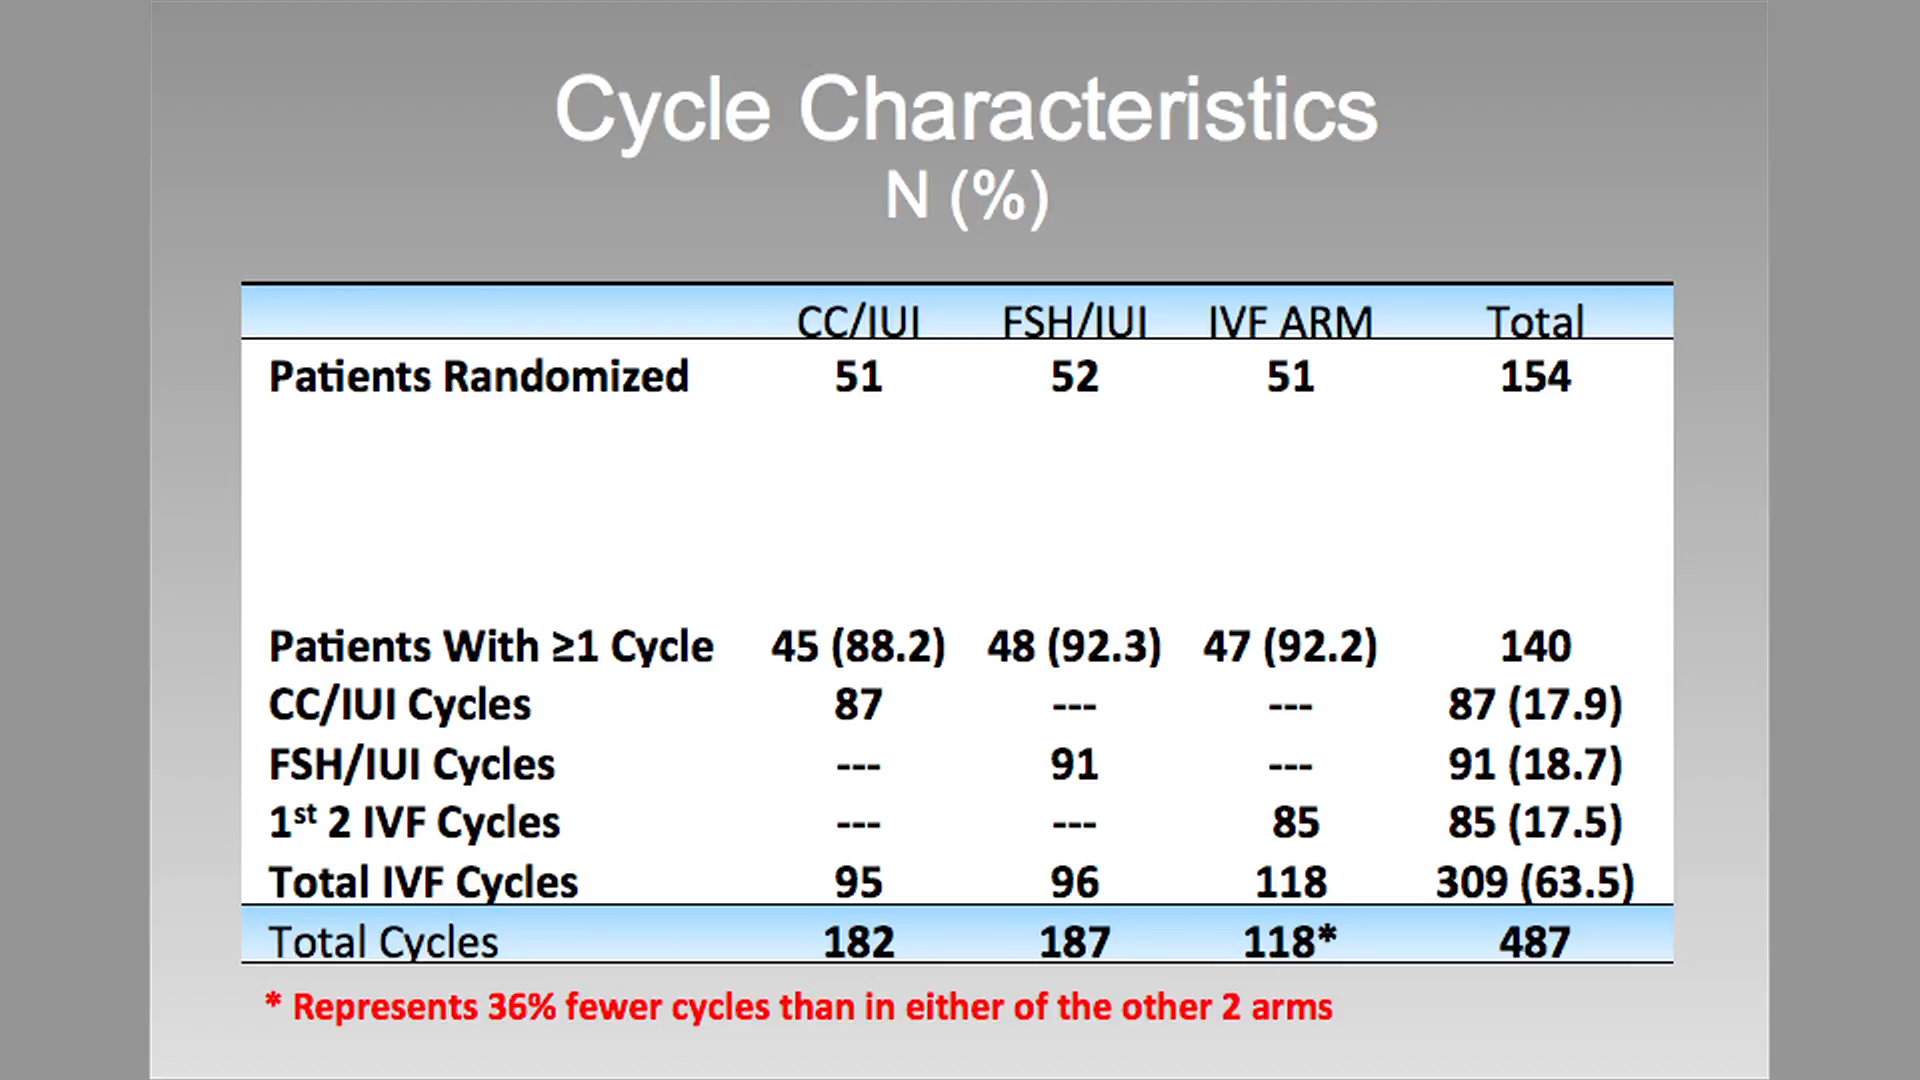 Cycle Characteristics
N (%)
CC/IUI FSH/IUI IVF ARM Total
Patients Randomized 51 52 51 154
Patients With ≥1 Cycle 45 (88.2) 48 (92.3) 47 (92.2) 140
CC/IUI Cycles 87 --- --- 87 (17.9)
FSH/IUI Cycles --- 91 --- 91 (18.7)
1st 2 IVF Cycles --- --- 85 85 (17.5)
Total IVF Cycles 95 96 118 309 (63.5)
Total Cycles 182 187 118* 487
* Represents 36% fewer cycles than in either of the other 2 arms